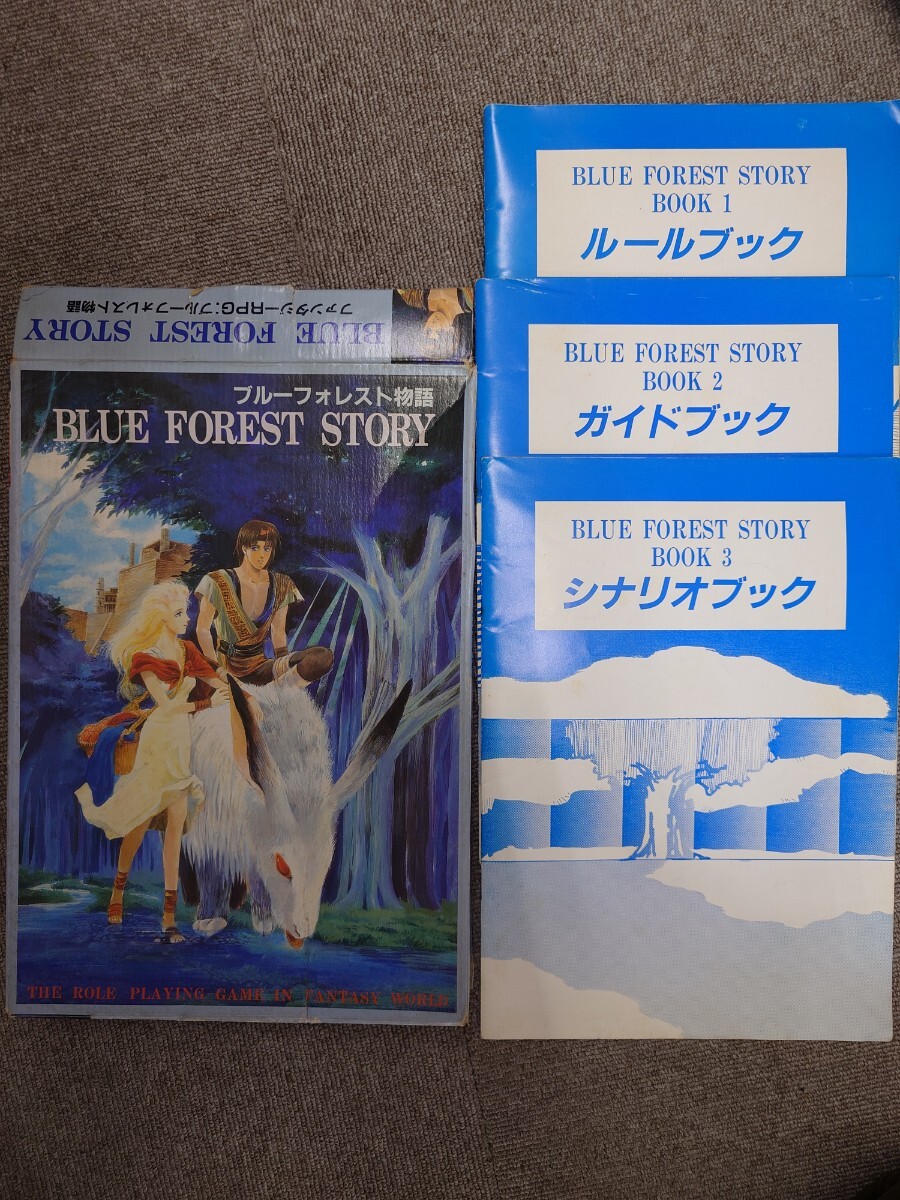 BLUE FOREST STORY
BOOK 1
ルールブック
BLUE FOREST STORY
BOOK 2
ガイドブック
BLUE FOREST STORY
BOOK 3
シナリオブック
ファンタジーRPG:ブルーフォレスト物語
BLUE FOREST STORY
ブルーフォレスト物語
BLUE FOREST STORY
THE ROLE PLAYING GAME IN FANTASY WORLD